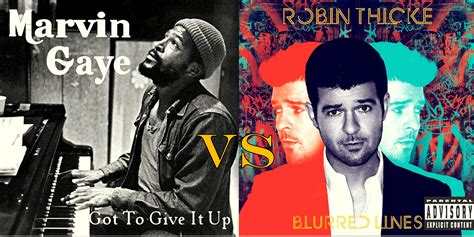 Marvin
Gaye
Got To Give It Up
VS
ROBIN THICKE
BLURRED LINES
PARENTAL
ADVISORY
EXPLICIT CONTENT